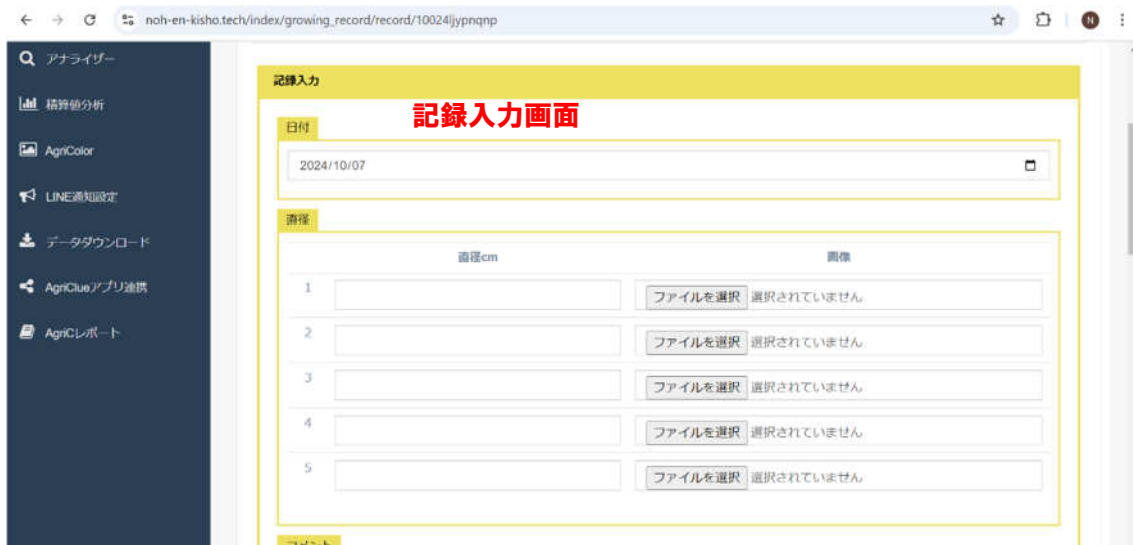 noh-en-kisho.tech/index/growing_record/record/10024ljypnqnp
N
アナライザー
積算値分析
AgriColor
LINE通知設定
データダウンロード
AgriClueアプリ連携
AgriCレポート
記録入力
記録入力画面
日付
2024/10/07
直径
直径cm 画像
1 ファイルを選択 選択されていません
2 ファイルを選択 選択されていません
3 ファイルを選択 選択されていません
4 ファイルを選択 選択されていません
5 ファイルを選択 選択されていません
コメント